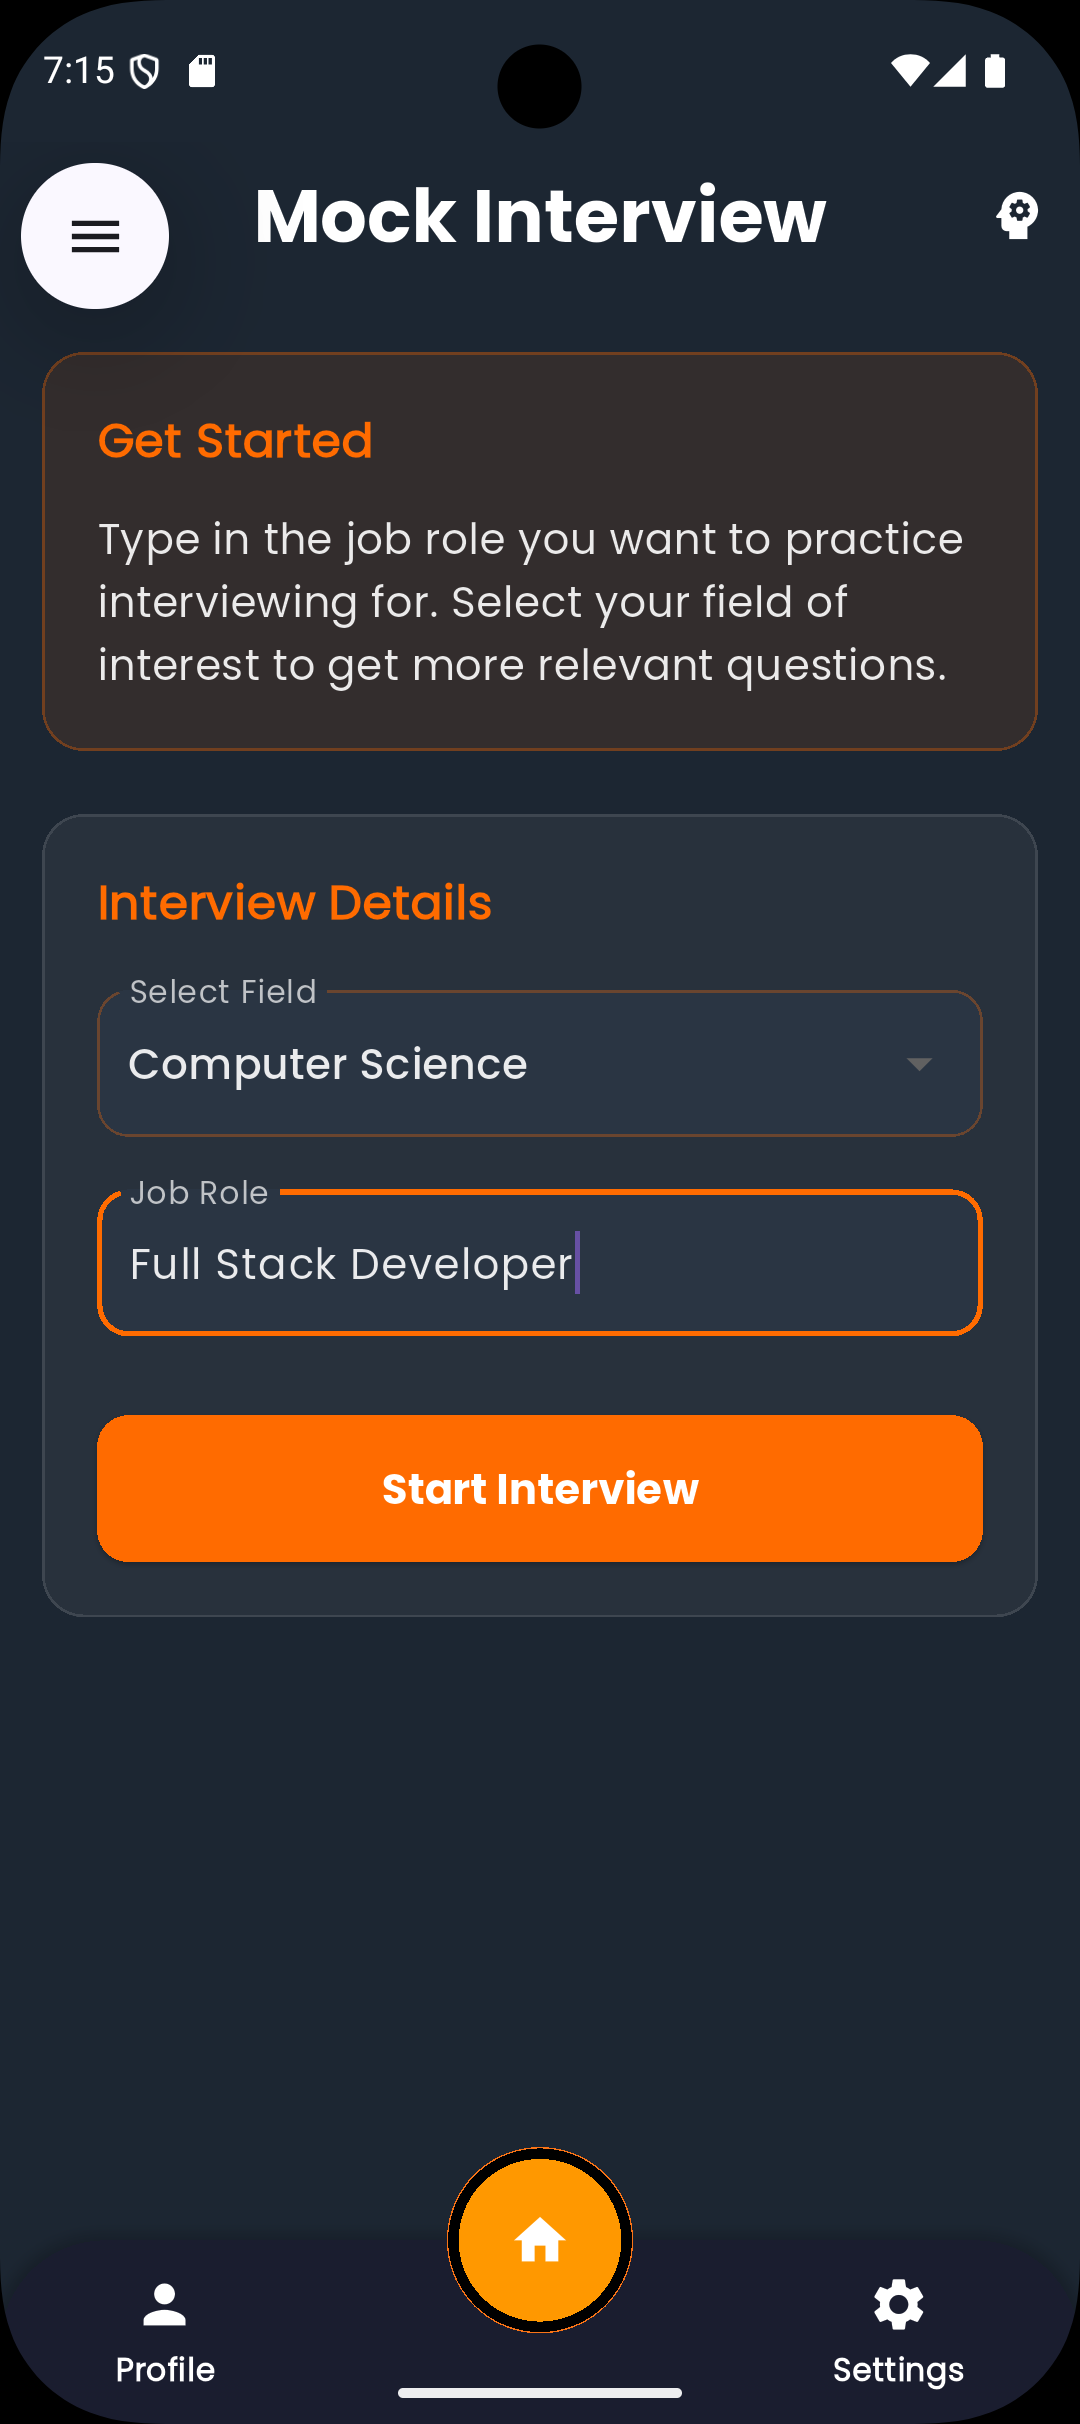 7:15
Mock Interview
Get Started
Type in the job role you want to practice
interviewing for. Select your field of
interest to get more relevant questions.
Interview Details
Select Field
Computer Science
Job Role
Full Stack Developer
Start Interview
Profile
Settings